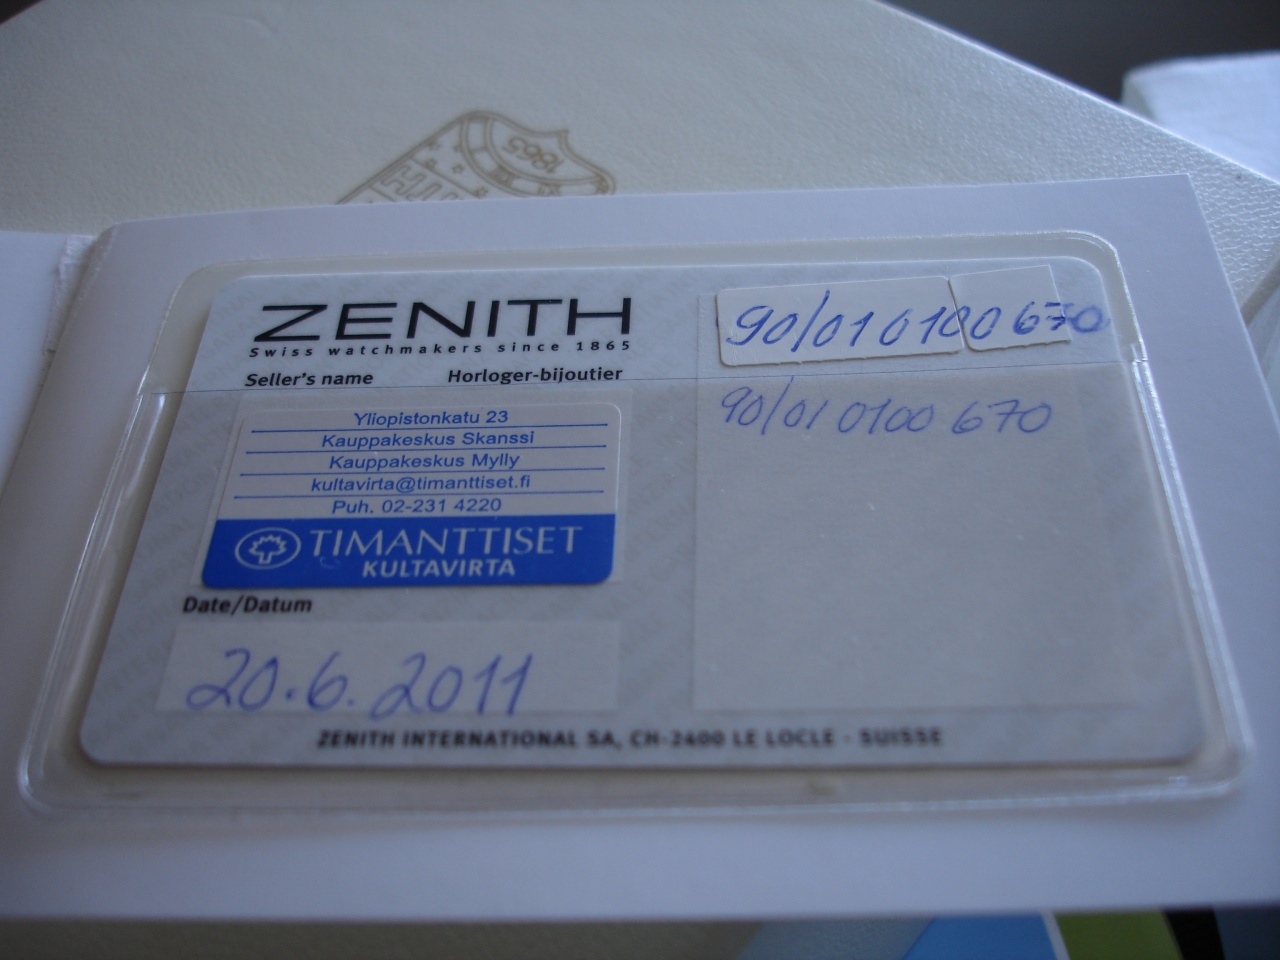 1865
ZENITH
Swiss watchmakers since 1865
Seller's name Horloger-bijoutier
Yliopistonkatu 23
Kauppakeskus Skanssi
Kauppakeskus Mylly
kultavirta@timanttiset.fi
Puh. 02-231 4220
TIMANTTISET
KULTAVIRTA
Date/Datum
20.6.2011
90/01 0100 670
90/01 0100 670
ZENITH INTERNATIONAL SA, CH-2400 LE LOCLE - SUISSE